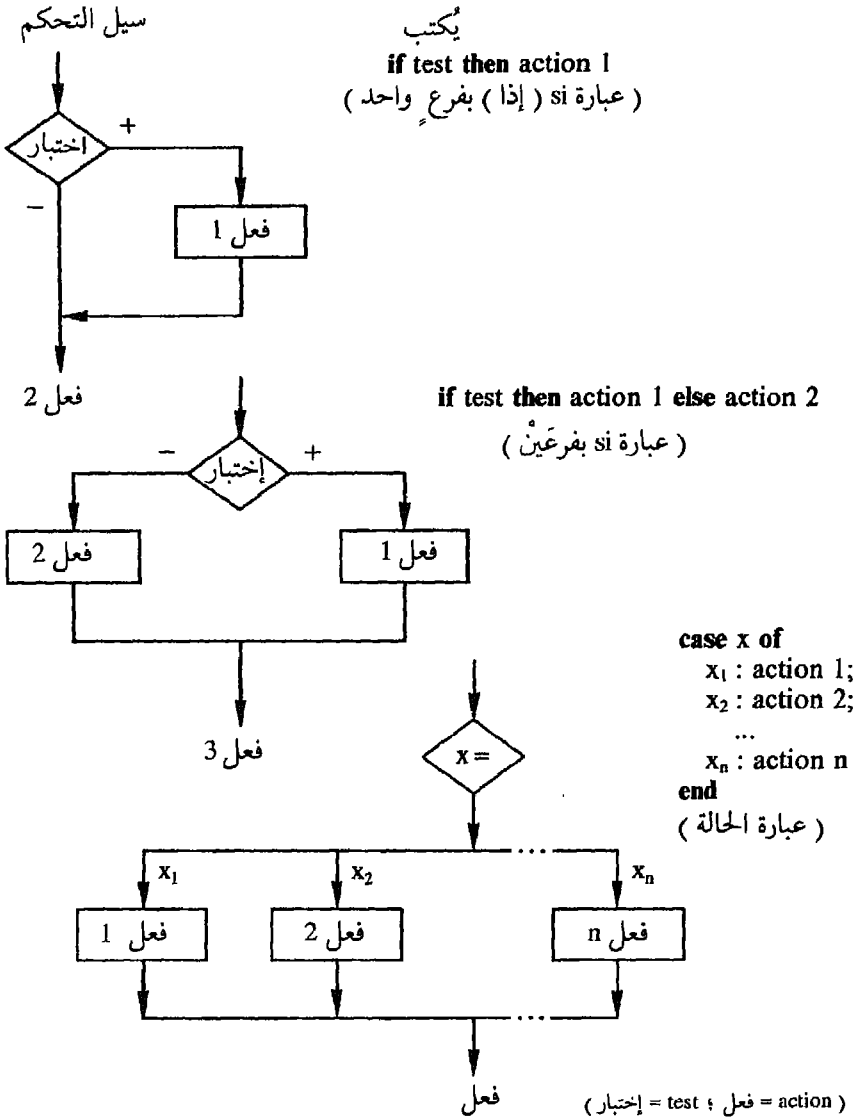 سيل التحكم
يُكتب
if test then action 1
( عبارة si ( إذا ) بفرعٍ واحد )
اختبار
+
−
فعل 1
فعل 2
if test then action 1 else action 2
( عبارة si بفرعَيْن )
−
إختبار
+
فعل 2
فعل 1
فعل 3
case x of
x₁ : action 1;
x₂ : action 2;
...
xₙ : action n
end
( عبارة الحالة )
x =
x₁
x₂
xₙ
فعل 1
فعل 2
فعل n
فعل
( action = فعل ؛ test = إختبار )